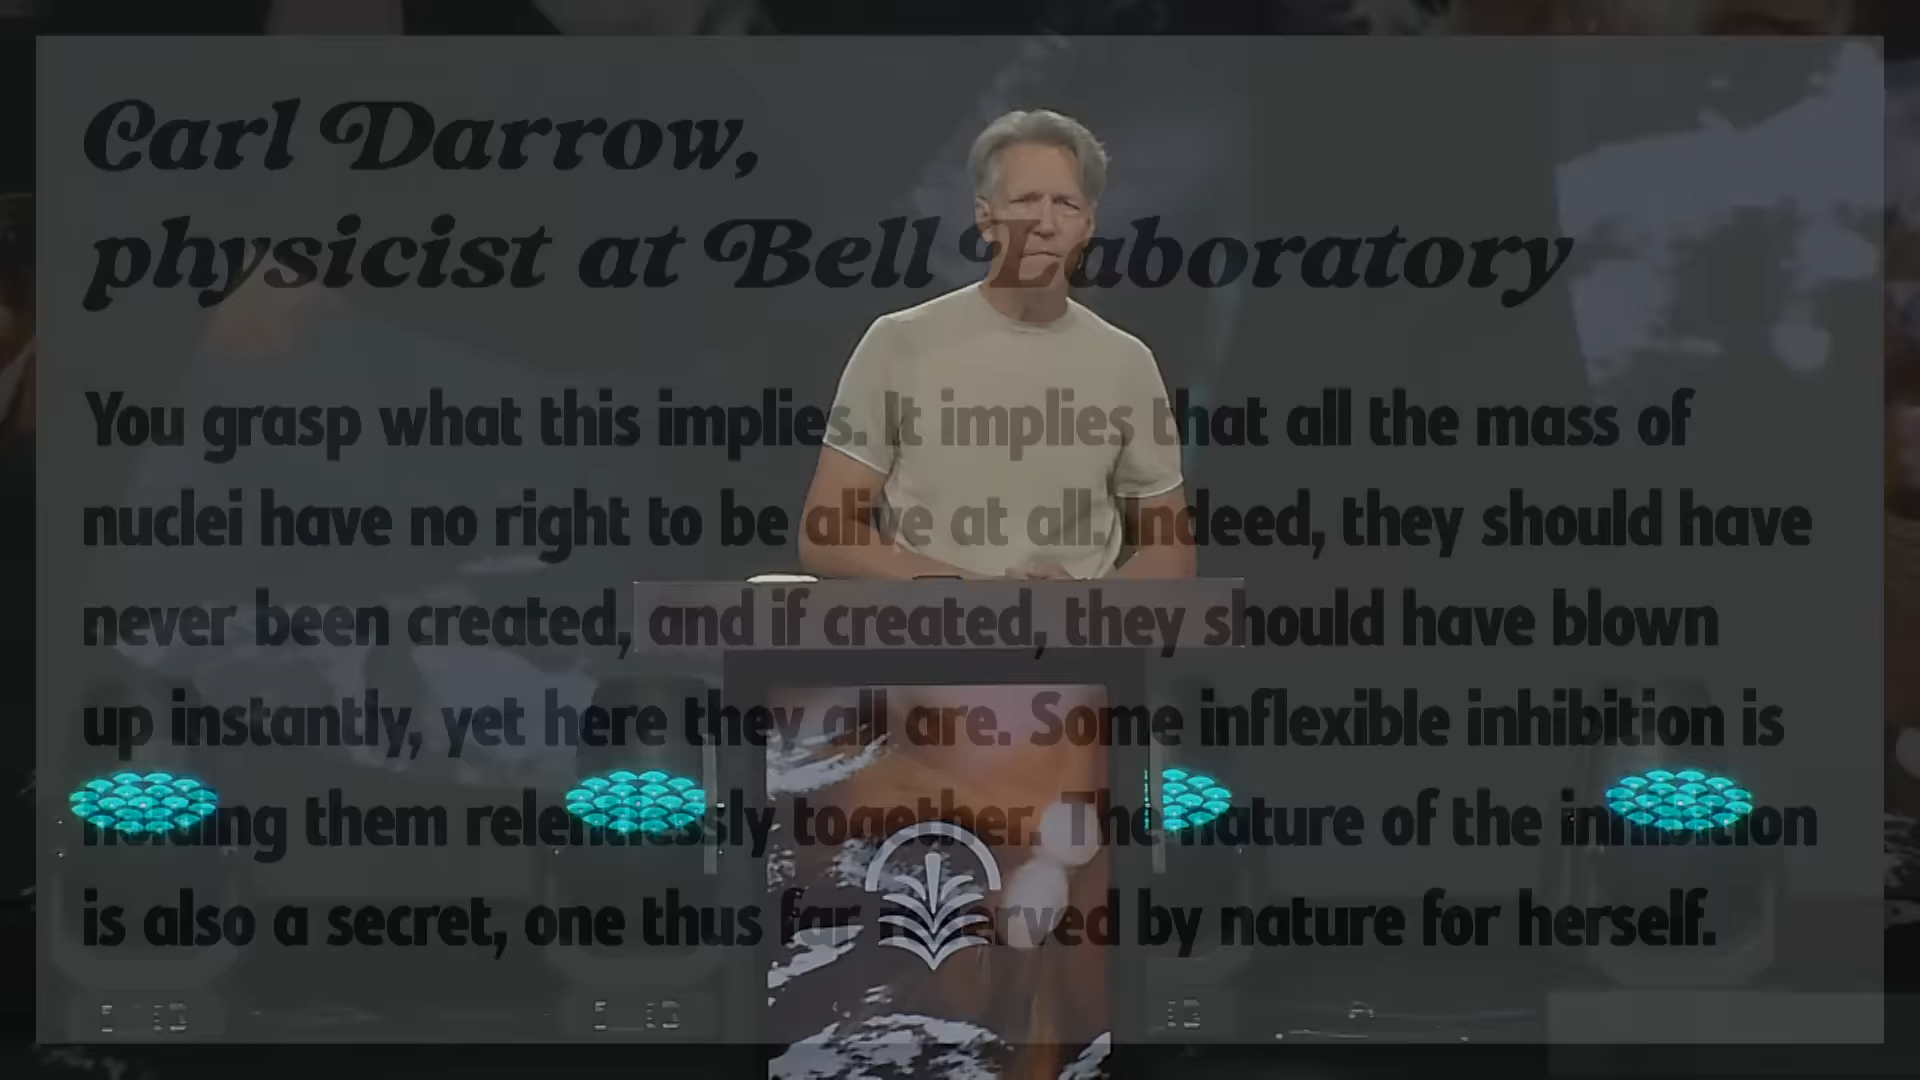 Carl Darrow,
physicist at Bell Laboratory
You grasp what this implies. It implies that all the mass of
nuclei have no right to be alive at all. Indeed, they should have
never been created, and if created, they should have blown
up instantly, yet here they all are. Some inflexible inhibition is
holding them relentlessly together. The nature of the inhibition
is also a secret, one thus far reserved by nature for herself.